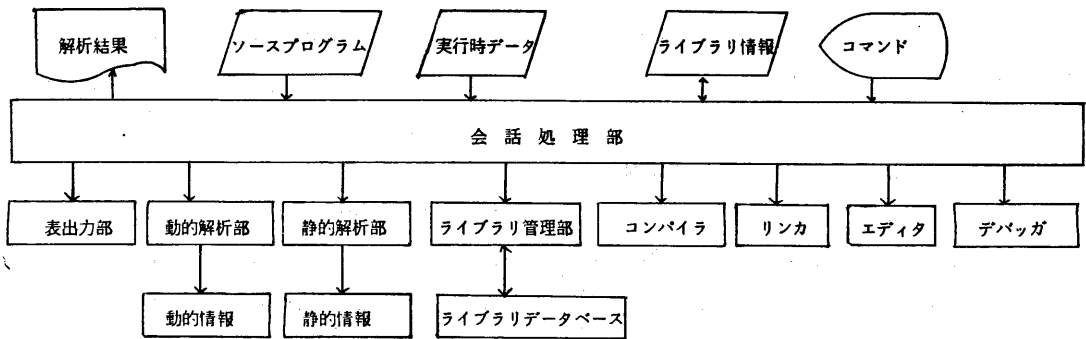 解析結果
ソースプログラム
実行時データ
ライブラリ情報
コマンド
会話処理部
表出力部
動的解析部
静的解析部
ライブラリ管理部
コンパイラ
リンカ
エディタ
デバッガ
動的情報
静的情報
ライブラリデータベース